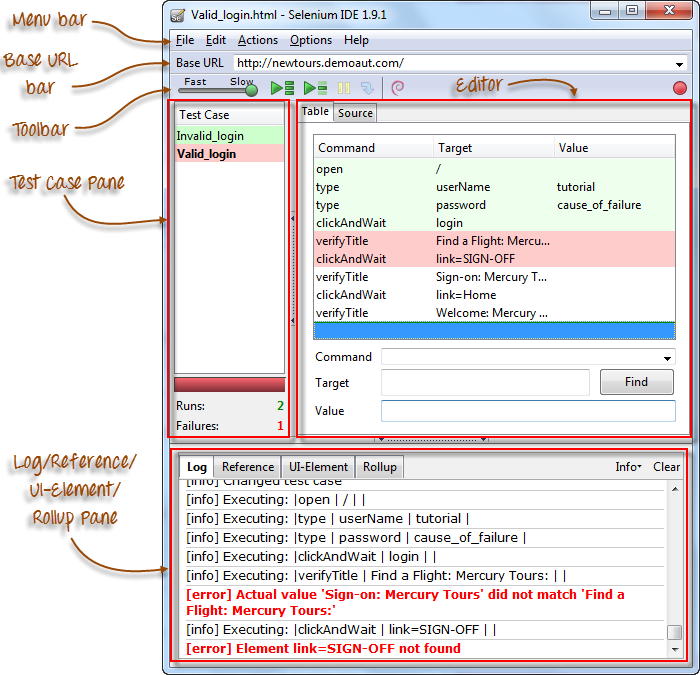 Valid_login.html - Selenium IDE 1.9.1
Se
Menu bar
File Edit Actions Options Help
Base URL
bar
Base URL http://newtours.demoaut.com/
Fast Slow
Toolbar
Editor
Test Case Pane
Test Case
Invalid_login
Valid_login
Runs: 2
Failures: 1
Table Source
Command Target Value
open /
type userName tutorial
type password cause_of_failure
clickAndWait login
verifyTitle Find a Flight: Mercu...
clickAndWait link=SIGN-OFF
verifyTitle Sign-on: Mercury T...
clickAndWait link=Home
verifyTitle Welcome: Mercury ...
Command
Target Find
Value
Log/Reference/
UI-Element/
Rollup Pane
Log Reference UI-Element Rollup Info Clear
[info] Changed test case
[info] Executing: |open | / | |
[info] Executing: |type | userName | tutorial |
[info] Executing: |type | password | cause_of_failure |
[info] Executing: |clickAndWait | login | |
[info] Executing: |verifyTitle | Find a Flight: Mercury Tours: | |
[error] Actual value 'Sign-on: Mercury Tours' did not match 'Find a
Flight: Mercury Tours:'
[info] Executing: |clickAndWait | link=SIGN-OFF | |
[error] Element link=SIGN-OFF not found